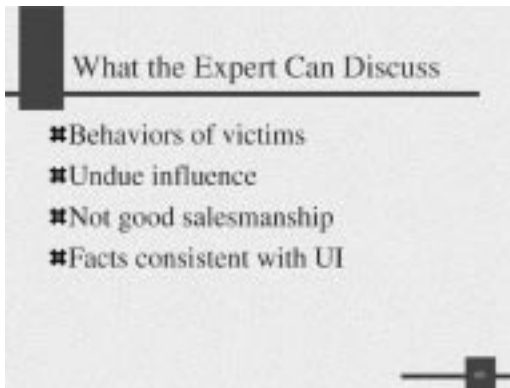 What the Expert Can Discuss
⌘Behaviors of victims
⌘Undue influence
⌘Not good salesmanship
⌘Facts consistent with UI